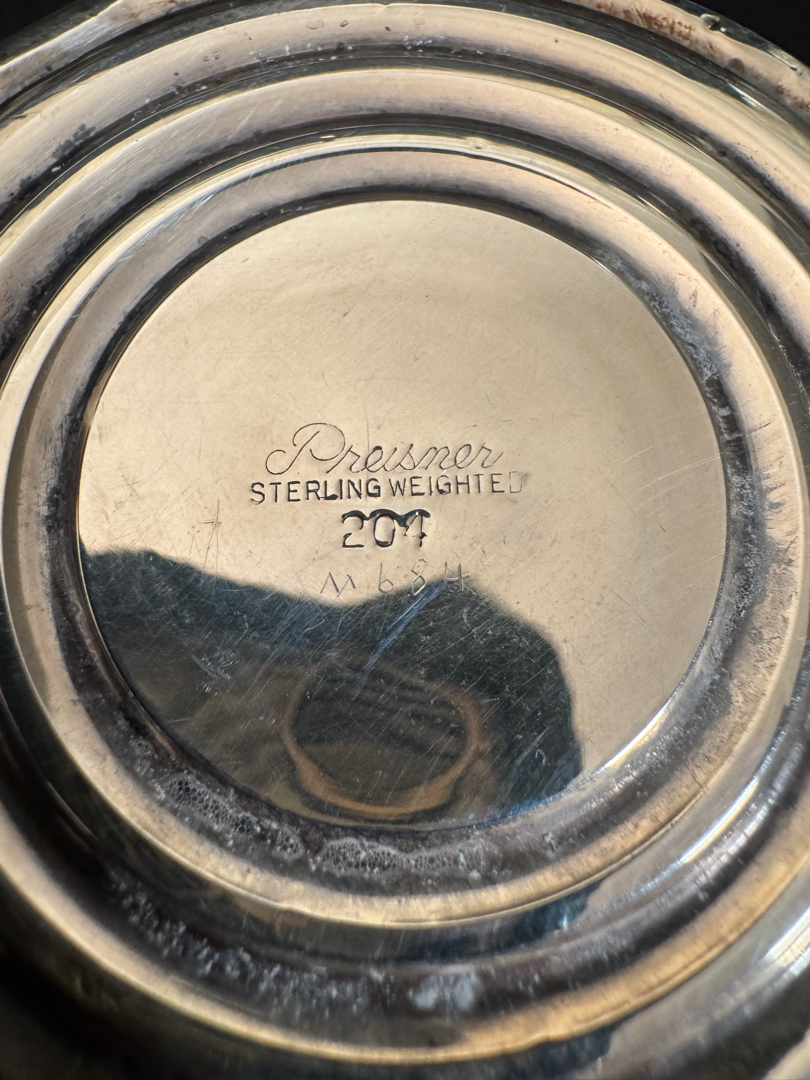 Preisner
STERLING WEIGHTED
204
M684